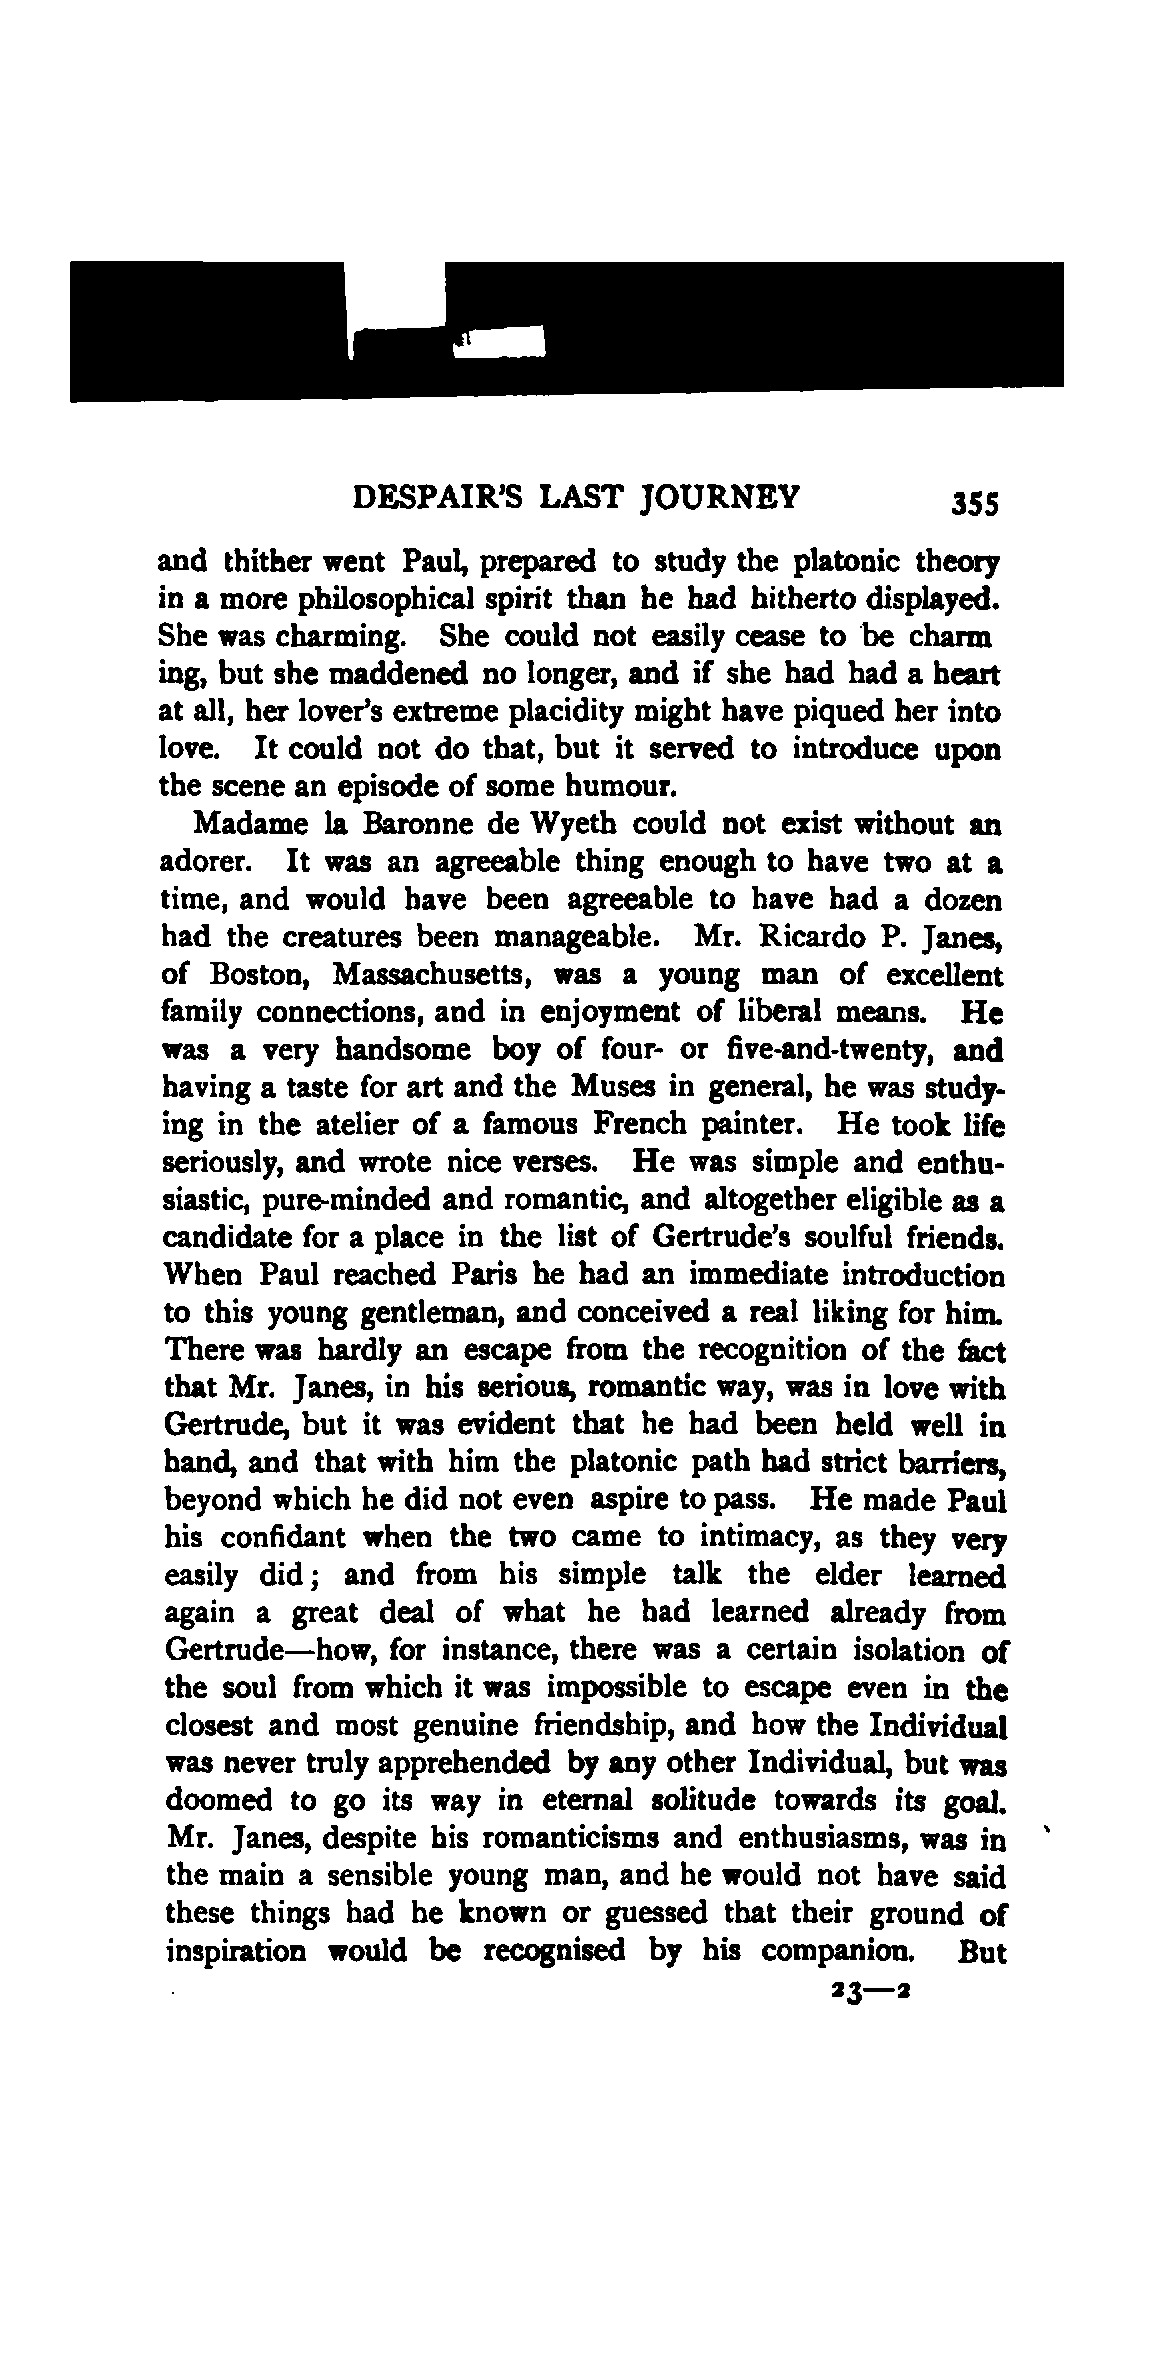 DESPAIR'S LAST JOURNEY 355
and thither went Paul, prepared to study the platonic theory
in a more philosophical spirit than he had hitherto displayed.
She was charming. She could not easily cease to be charm
ing, but she maddened no longer, and if she had had a heart
at all, her lover's extreme placidity might have piqued her into
love. It could not do that, but it served to introduce upon
the scene an episode of some humour.
Madame la Baronne de Wyeth could not exist without an
adorer. It was an agreeable thing enough to have two at a
time, and would have been agreeable to have had a dozen
had the creatures been manageable. Mr. Ricardo P. Janes,
of Boston, Massachusetts, was a young man of excellent
family connections, and in enjoyment of liberal means. He
was a very handsome boy of four- or five-and-twenty, and
having a taste for art and the Muses in general, he was study-
ing in the atelier of a famous French painter. He took life
seriously, and wrote nice verses. He was simple and enthu-
siastic, pure-minded and romantic, and altogether eligible as a
candidate for a place in the list of Gertrude's soulful friends.
When Paul reached Paris he had an immediate introduction
to this young gentleman, and conceived a real liking for him.
There was hardly an escape from the recognition of the fact
that Mr. Janes, in his serious, romantic way, was in love with
Gertrude, but it was evident that he had been held well in
hand, and that with him the platonic path had strict barriers,
beyond which he did not even aspire to pass. He made Paul
his confidant when the two came to intimacy, as they very
easily did; and from his simple talk the elder learned
again a great deal of what he had learned already from
Gertrude—how, for instance, there was a certain isolation of
the soul from which it was impossible to escape even in the
closest and most genuine friendship, and how the Individual
was never truly apprehended by any other Individual, but was
doomed to go its way in eternal solitude towards its goal.
Mr. Janes, despite his romanticisms and enthusiasms, was in
the main a sensible young man, and he would not have said
these things had he known or guessed that their ground of
inspiration would be recognised by his companion. But
23—2